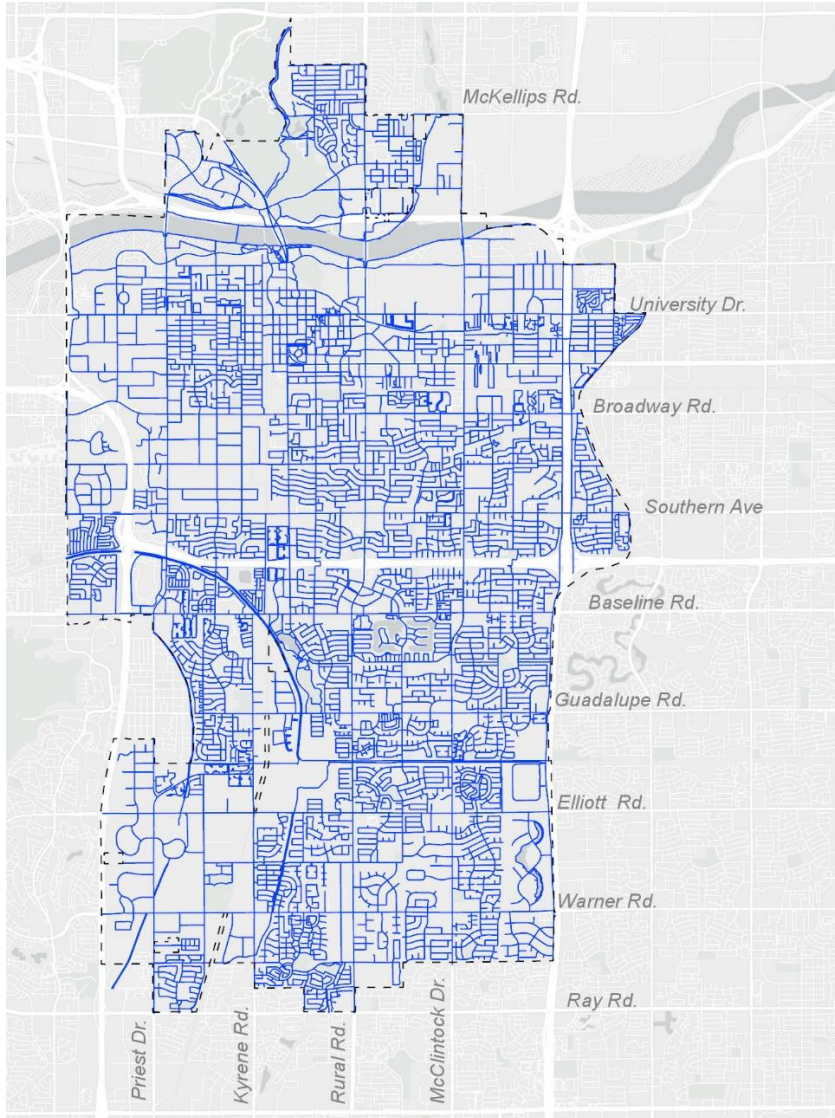 McKellips Rd.
University Dr.
Broadway Rd.
Southern Ave
Baseline Rd.
Guadalupe Rd.
Elliott Rd.
Warner Rd.
Ray Rd.
Priest Dr.
Kyrene Rd.
Rural Rd.
McClintock Dr.